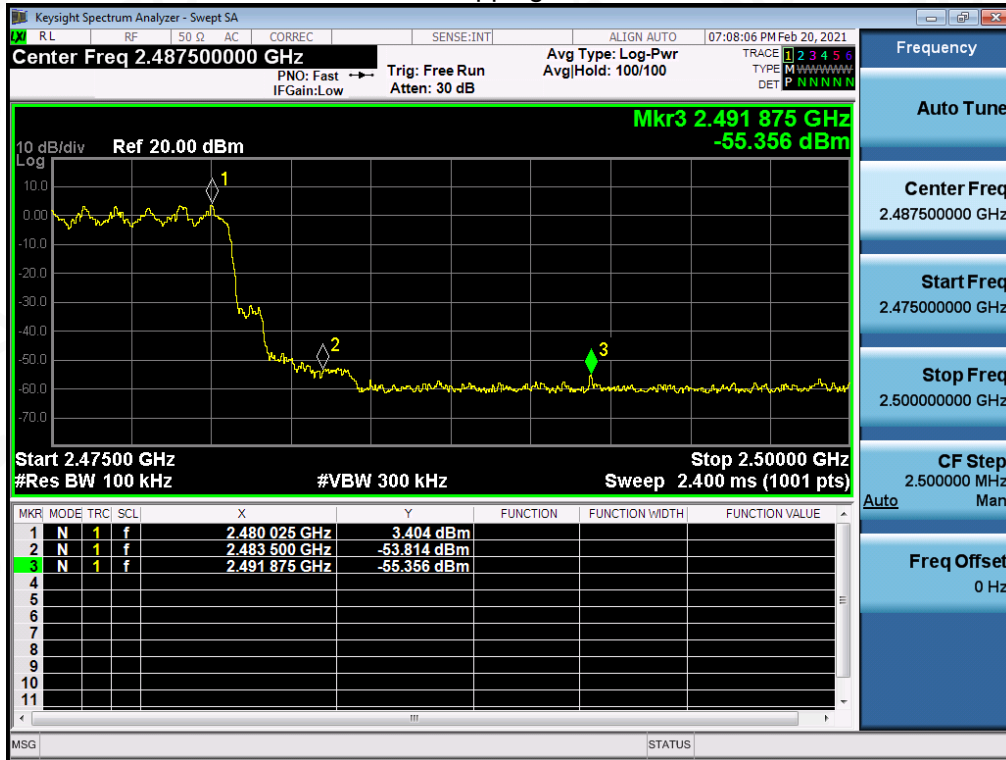 Keysight Spectrum Analyzer - Swept SA
LXI RL RF 50 Ω AC CORREC SENSE:INT ALIGN AUTO 07:08:06 PM Feb 20, 2021
Center Freq 2.487500000 GHz
PNO: Fast
IFGain:Low
Trig: Free Run
Atten: 30 dB
Avg Type: Log-Pwr
Avg|Hold: 100/100
TRACE 1 2 3 4 5 6
TYPE M WWWWW
DET P N N N N N
Mkr3 2.491 875 GHz
-55.356 dBm
10 dB/div Ref 20.00 dBm
Log
10.0
0.00
-10.0
-20.0
-30.0
-40.0
-50.0
-60.0
-70.0
1
2
3
Start 2.47500 GHz Stop 2.50000 GHz
#Res BW 100 kHz #VBW 300 kHz Sweep 2.400 ms (1001 pts)
MKR MODE TRC SCL X Y FUNCTION FUNCTION WIDTH FUNCTION VALUE
1 N 1 f 2.480 025 GHz 3.404 dBm
2 N 1 f 2.483 500 GHz -53.814 dBm
3 N 1 f 2.491 875 GHz -55.356 dBm
4
5
6
7
8
9
10
11
MSG STATUS
Frequency
Auto Tune
Center Freq
2.487500000 GHz
Start Freq
2.475000000 GHz
Stop Freq
2.500000000 GHz
CF Step
2.500000 MHz
Auto Man
Freq Offset
0 Hz